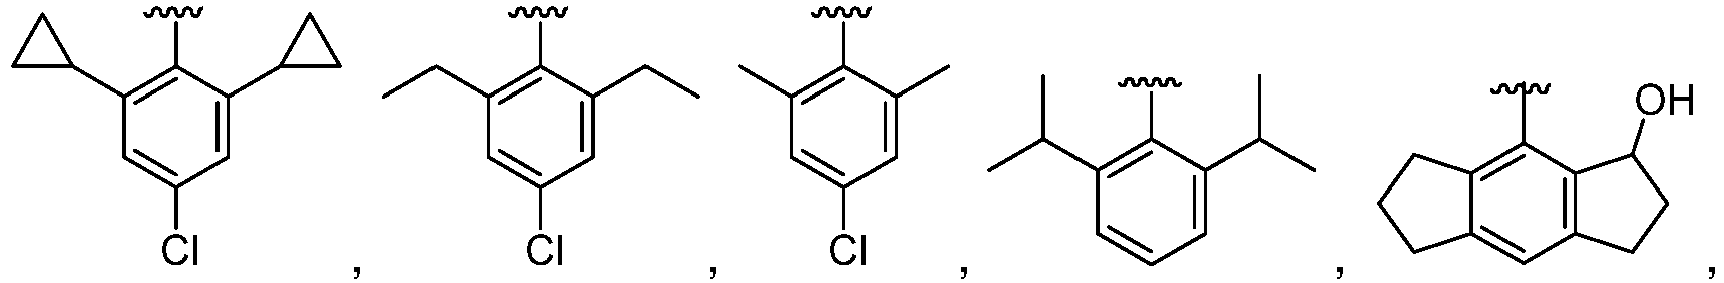 OH
Cl , Cl , Cl , , ,